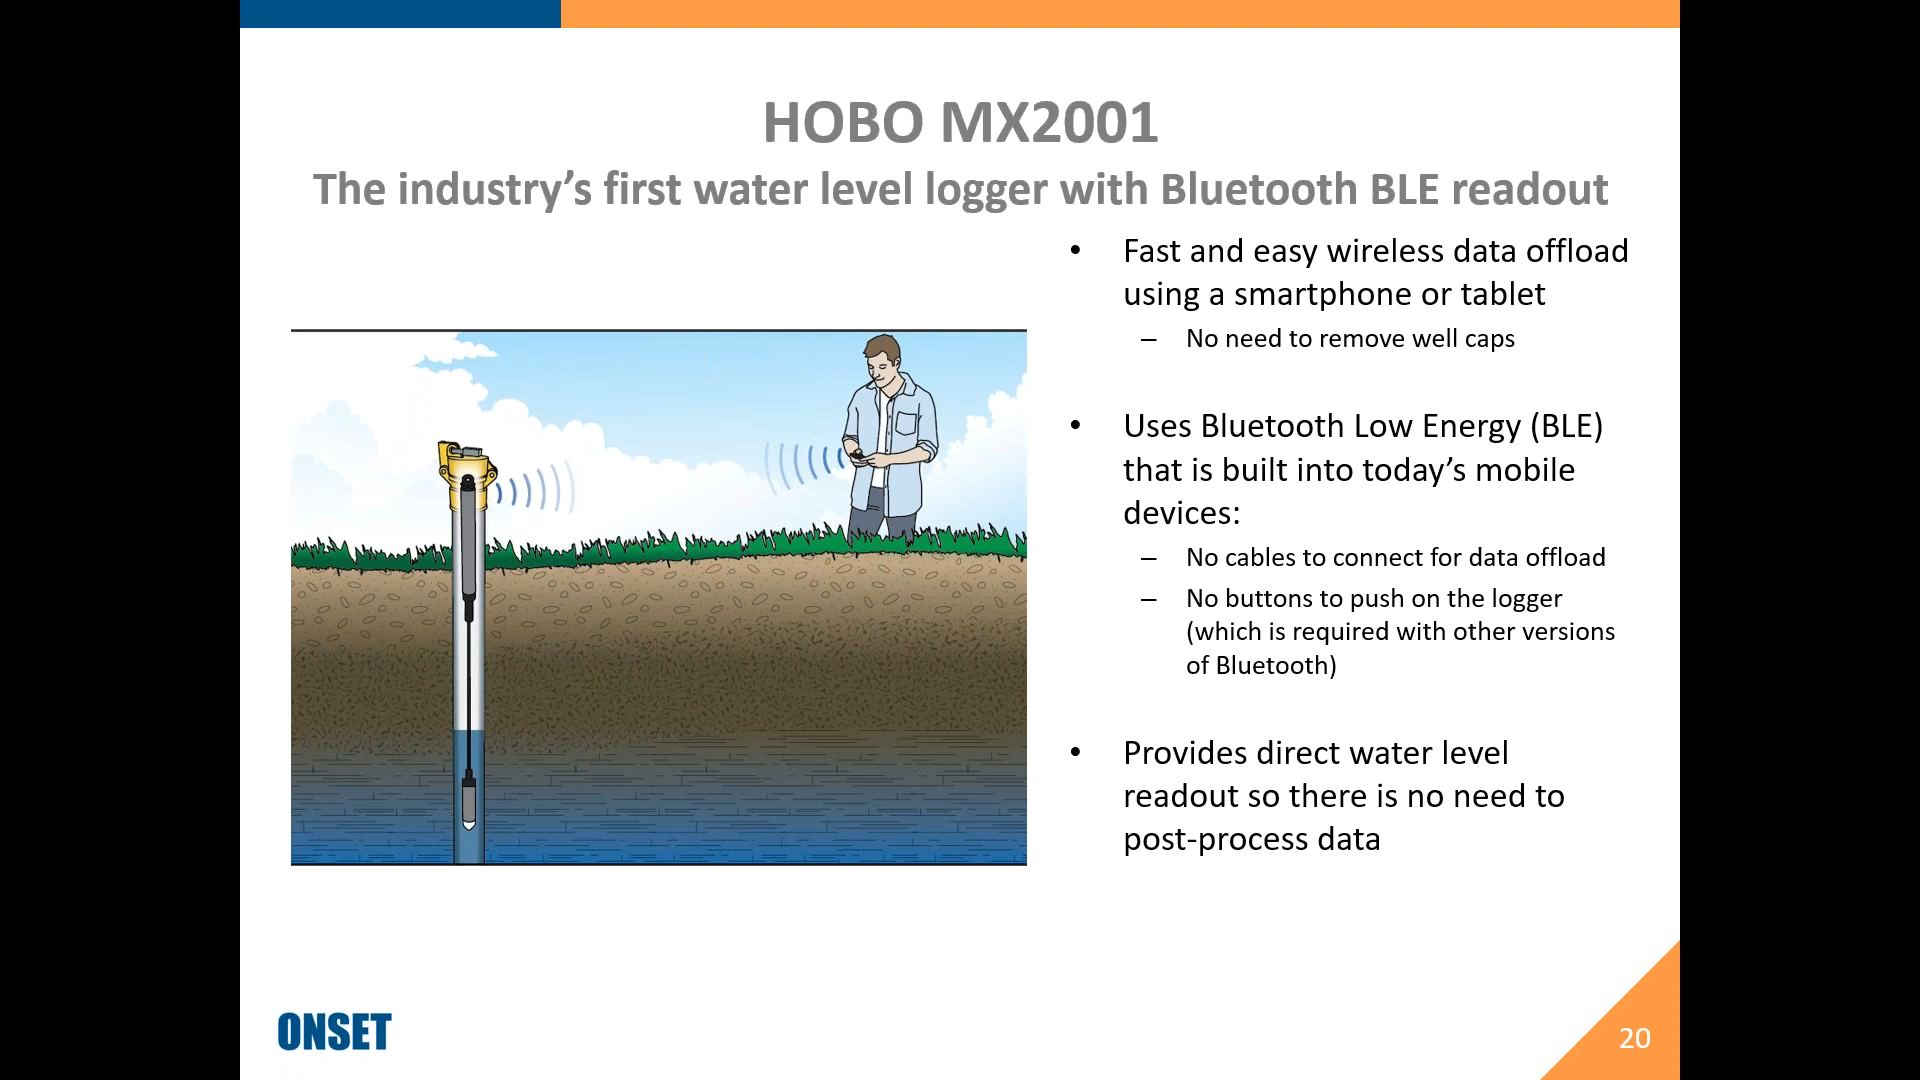 HOBO MX2001
The industry’s first water level logger with Bluetooth BLE readout
• Fast and easy wireless data offload
using a smartphone or tablet
– No need to remove well caps
• Uses Bluetooth Low Energy (BLE)
that is built into today’s mobile
devices:
– No cables to connect for data offload
– No buttons to push on the logger
(which is required with other versions
of Bluetooth)
• Provides direct water level
readout so there is no need to
post-process data
ONSET
20